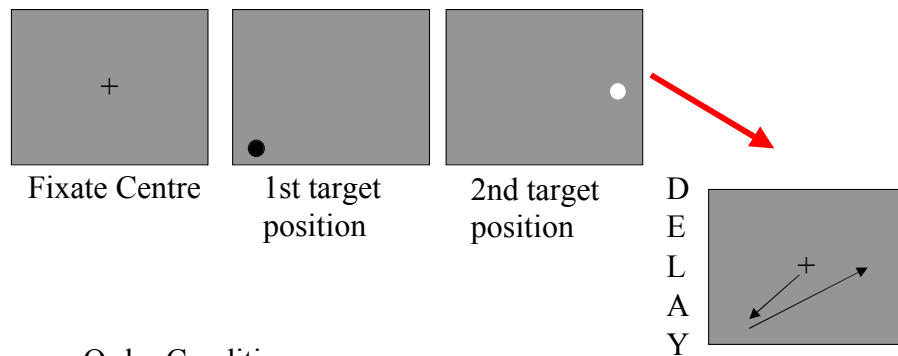 Fixate Centre
1st target
position
2nd target
position
D
E
L
A
Y